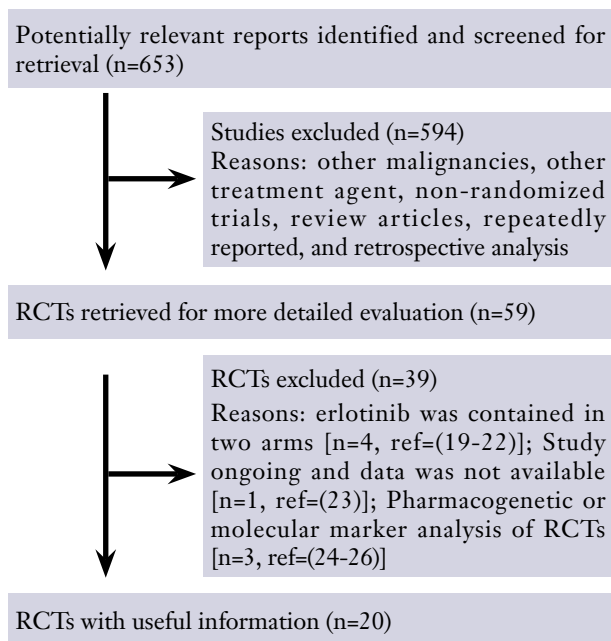 Potentially relevant reports identified and screened for
retrieval (n=653)
Studies excluded (n=594)
Reasons: other malignancies, other
treatment agent, non-randomized
trials, review articles, repeatedly
reported, and retrospective analysis
RCTs retrieved for more detailed evaluation (n=59)
RCTs excluded (n=39)
Reasons: erlotinib was contained in
two arms [n=4, ref=(19-22)]; Study
ongoing and data was not available
[n=1, ref=(23)]; Pharmacogenetic or
molecular marker analysis of RCTs
[n=3, ref=(24-26)]
RCTs with useful information (n=20)